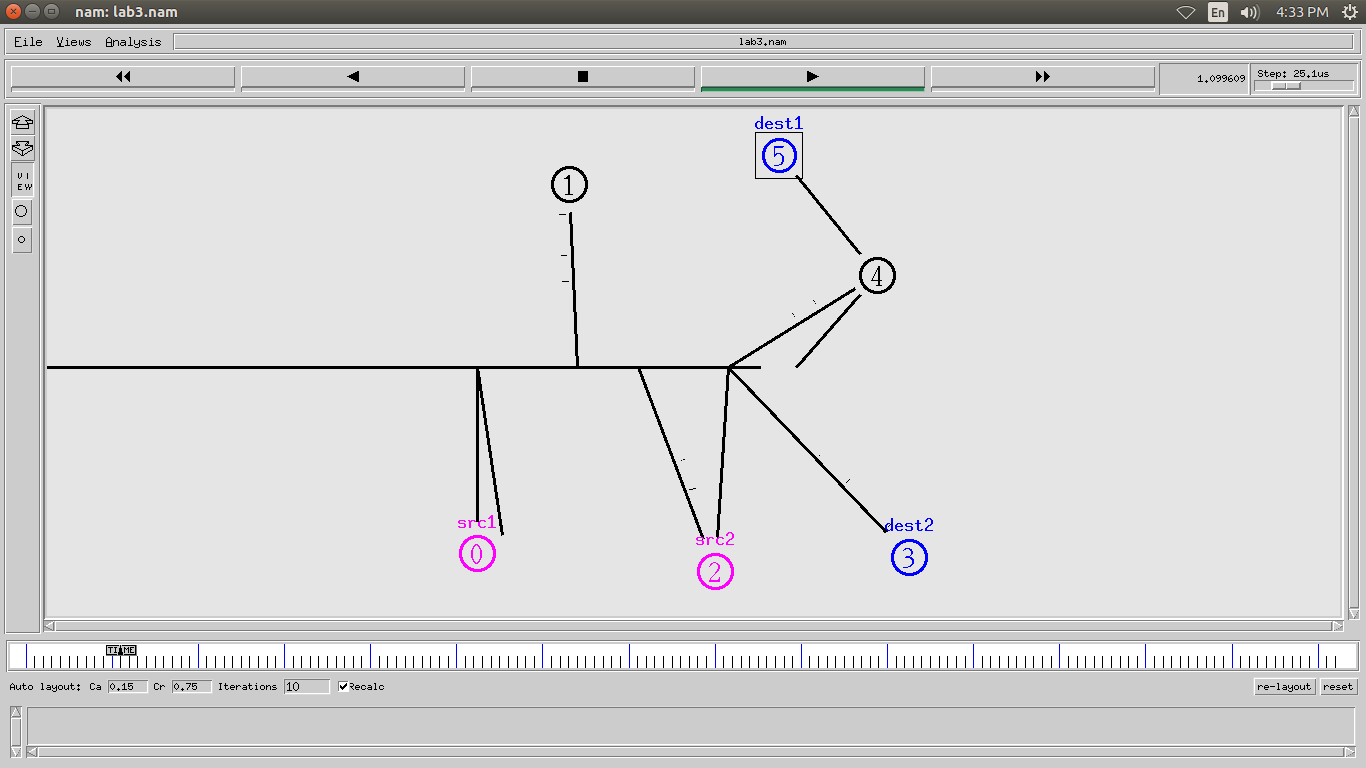 nam: lab3.nam
En
4:33 PM
File Views Analysis
lab3.nam
1.099609
Step: 25.1us
VI
EW
dest1
5
1
4
src1
0
src2
2
dest2
3
TIME
Auto layout: Ca 0.15 Cr 0.75 Iterations 10 Recalc
re-layout
reset